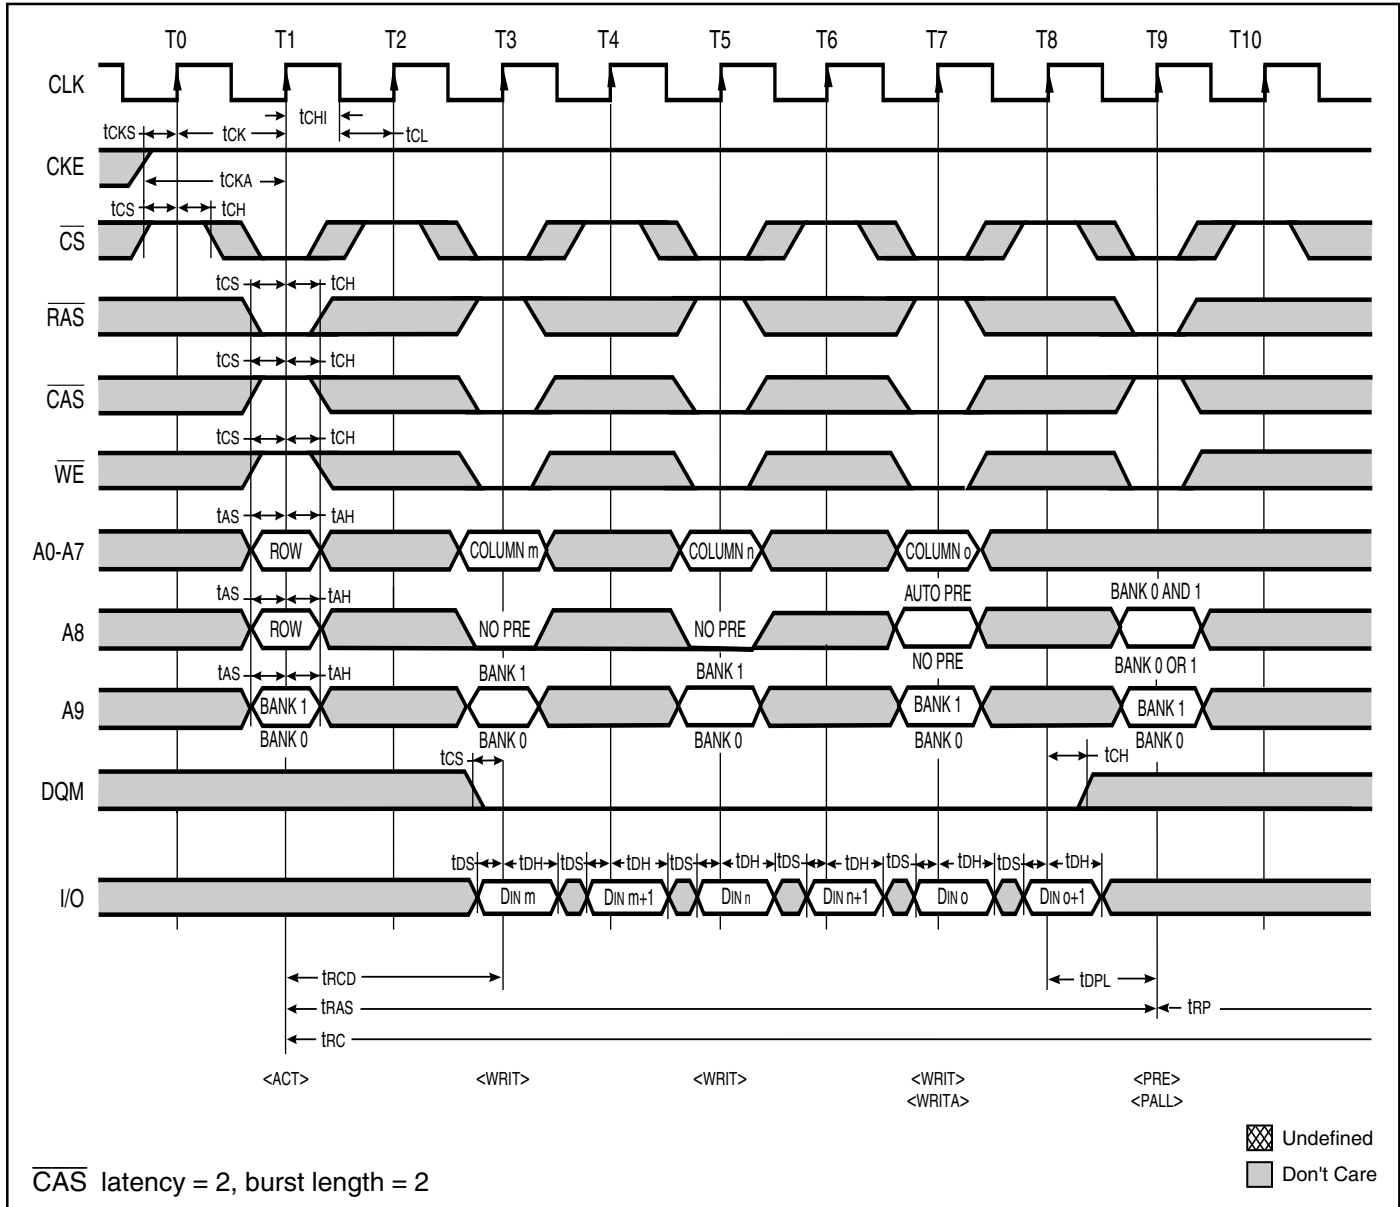 T0 T1 T2 T3 T4 T5 T6 T7 T8 T9 T10
CLK
tCHI
tCKS tCK tCL
CKE
tCKA
tCS tCH
CS
tCS tCH
RAS
tCS tCH
CAS
tCS tCH
WE
tAS tAH
A0-A7 ROW COLUMN m COLUMN n COLUMN o
tAS tAH AUTO PRE BANK 0 AND 1
A8 ROW NO PRE NO PRE
NO PRE BANK 0 OR 1
tAS tAH BANK 1 BANK 1
A9 BANK 1 BANK 1 BANK 1
BANK 0 BANK 0 BANK 0 BANK 0 BANK 0
tCS tCH
DQM
tDS tDH tDS tDH tDS tDH tDS tDH tDS tDH tDS tDH
I/O DIN m DIN m+1 DIN n DIN n+1 DIN o DIN o+1
tRCD tDPL
tRAS tRP
tRC
<ACT> <WRIT> <WRIT> <WRIT> <PRE>
<WRITA> <PALL>
Undefined
Don't Care
CAS latency = 2, burst length = 2